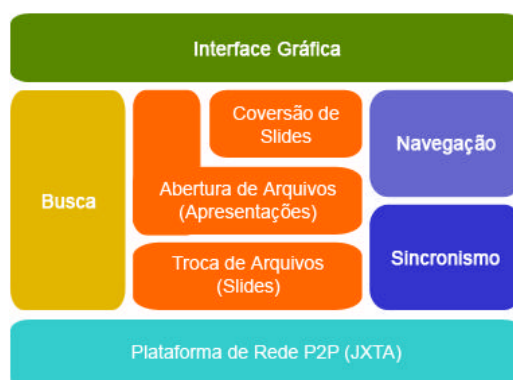 Interface Gráfica
Coversão de
Slides
Navegação
Busca
Abertura de Arquivos
(Apresentações)
Sincronismo
Troca de Arquivos
(Slides)
Plataforma de Rede P2P (JXTA)